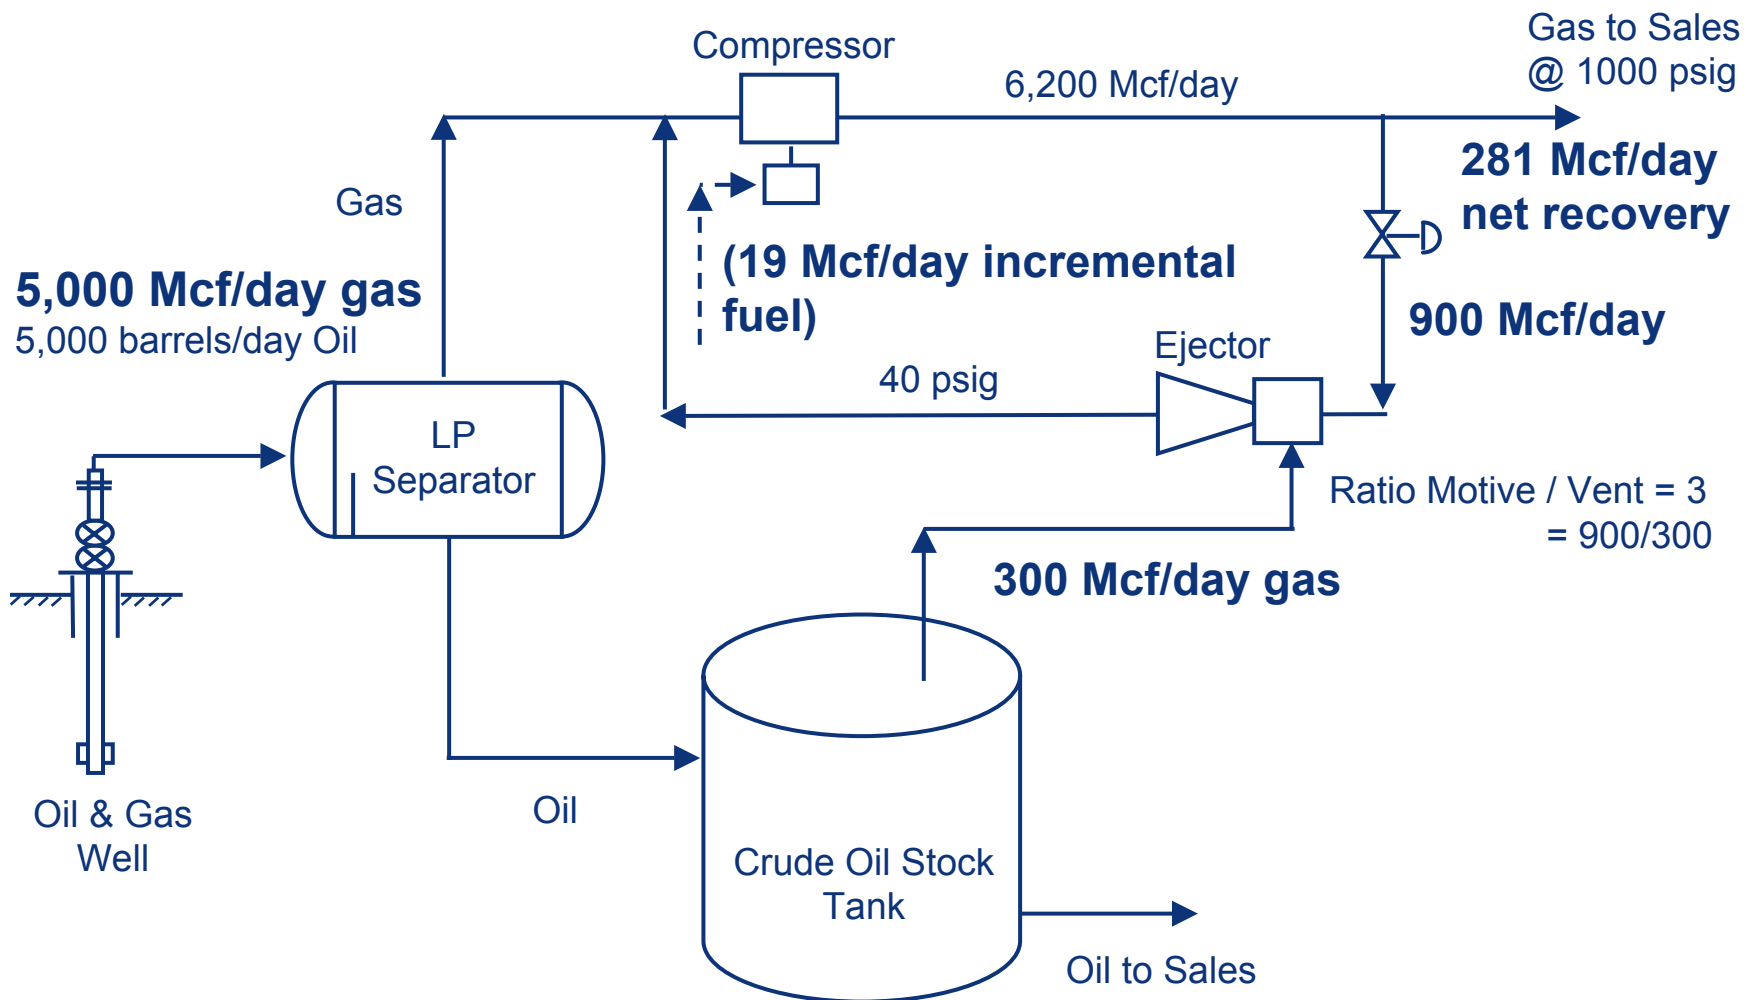 Gas to Sales
@ 1000 psig
Compressor
6,200 Mcf/day
281 Mcf/day
net recovery
Gas
(19 Mcf/day incremental
fuel)
5,000 Mcf/day gas
5,000 barrels/day Oil
900 Mcf/day
Ejector
40 psig
LP
Separator
Ratio Motive / Vent = 3
= 900/300
300 Mcf/day gas
Oil & Gas
Well
Oil
Crude Oil Stock
Tank
Oil to Sales